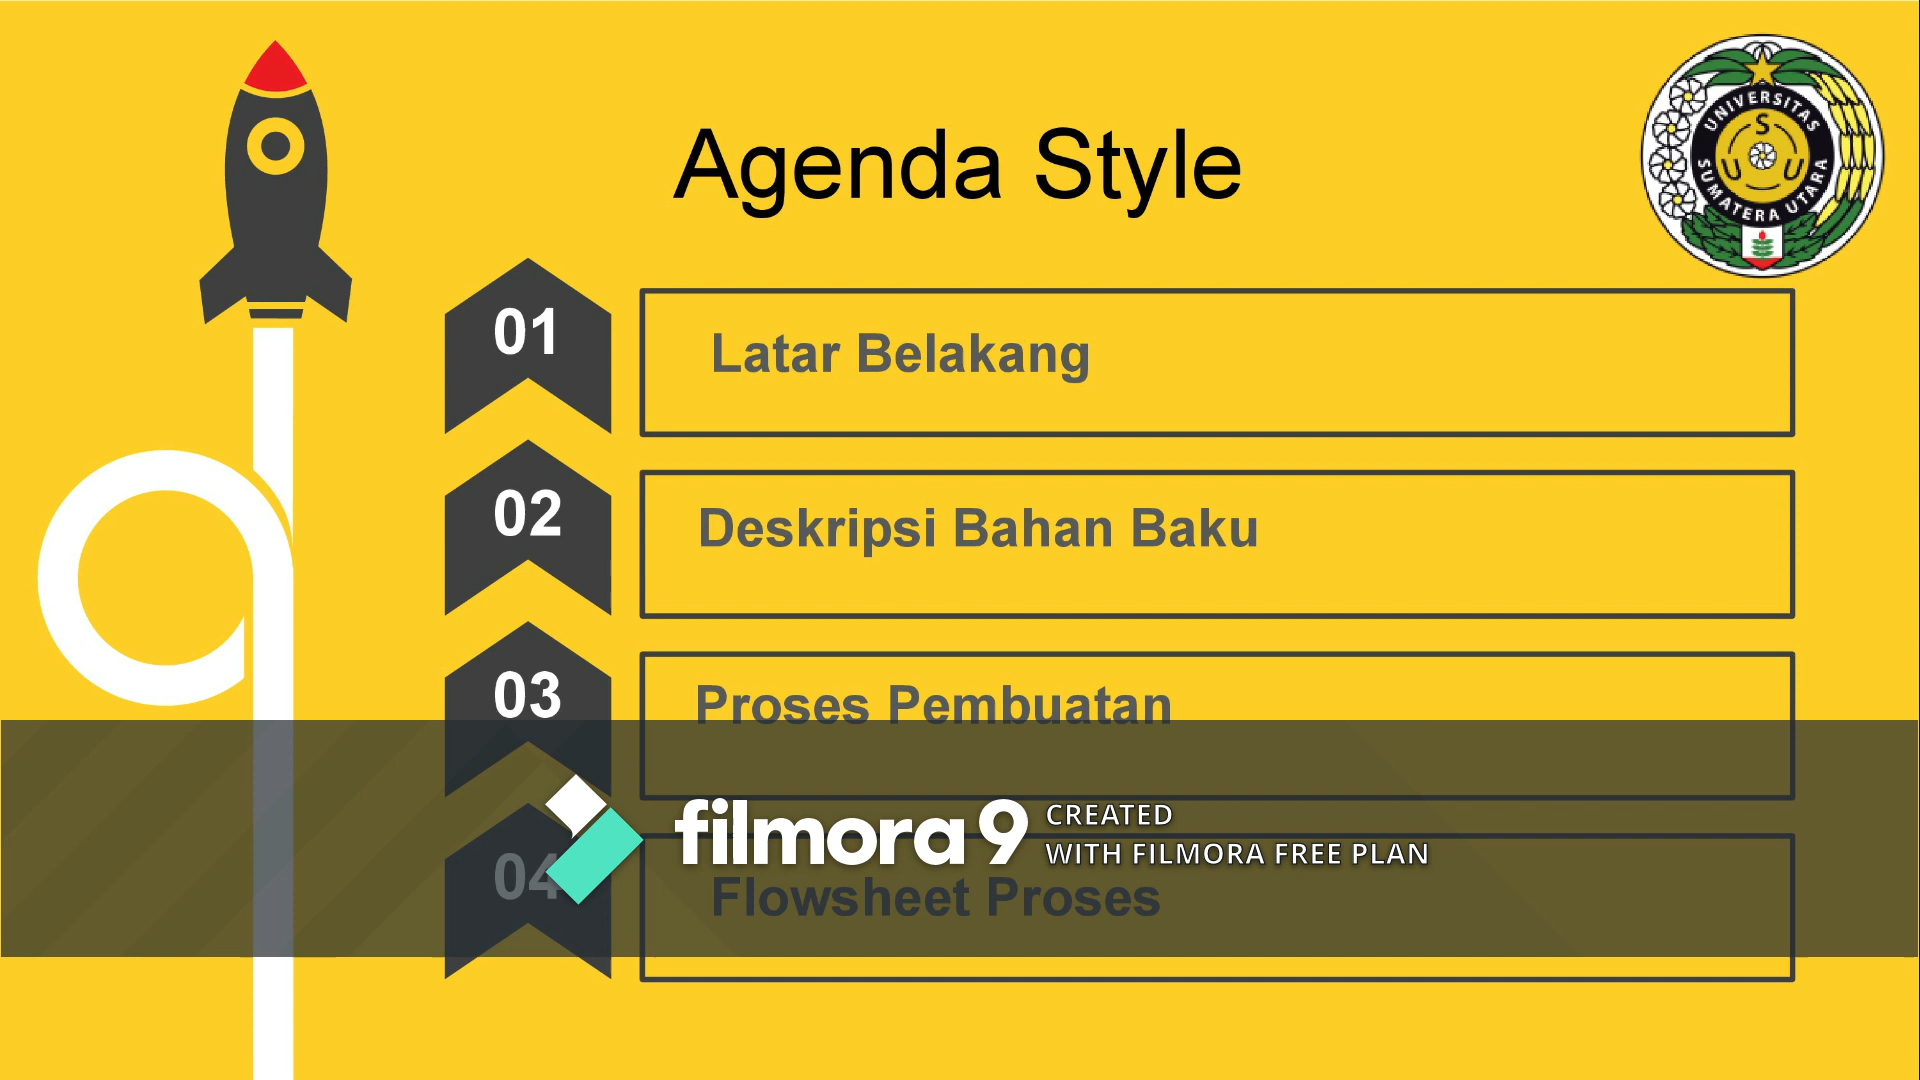 Agenda Style
UNIVERSITAS
SUMATERA UTARA
S
U U
01
Latar Belakang
02
Deskripsi Bahan Baku
03
Proses Pembuatan
filmora9 CREATED
WITH FILMORA FREE PLAN
04
Flowsheet Proses